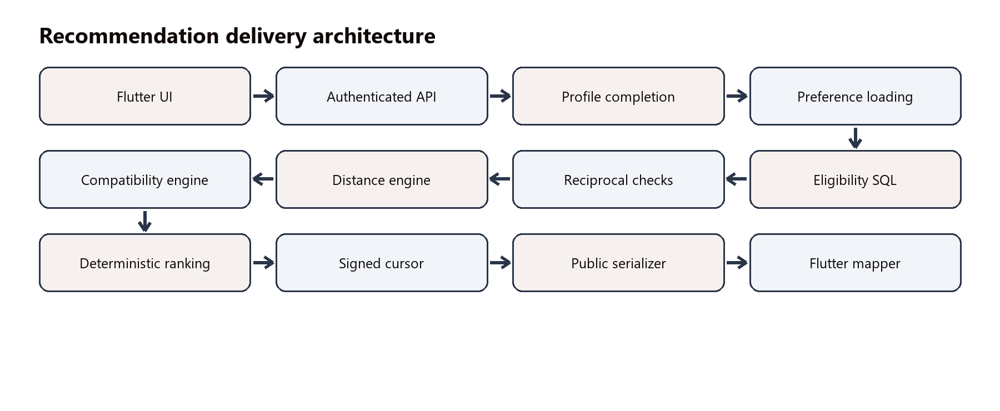 Recommendation delivery architecture
Flutter UI
Authenticated API
Profile completion
Preference loading
Compatibility engine
Distance engine
Reciprocal checks
Eligibility SQL
Deterministic ranking
Signed cursor
Public serializer
Flutter mapper